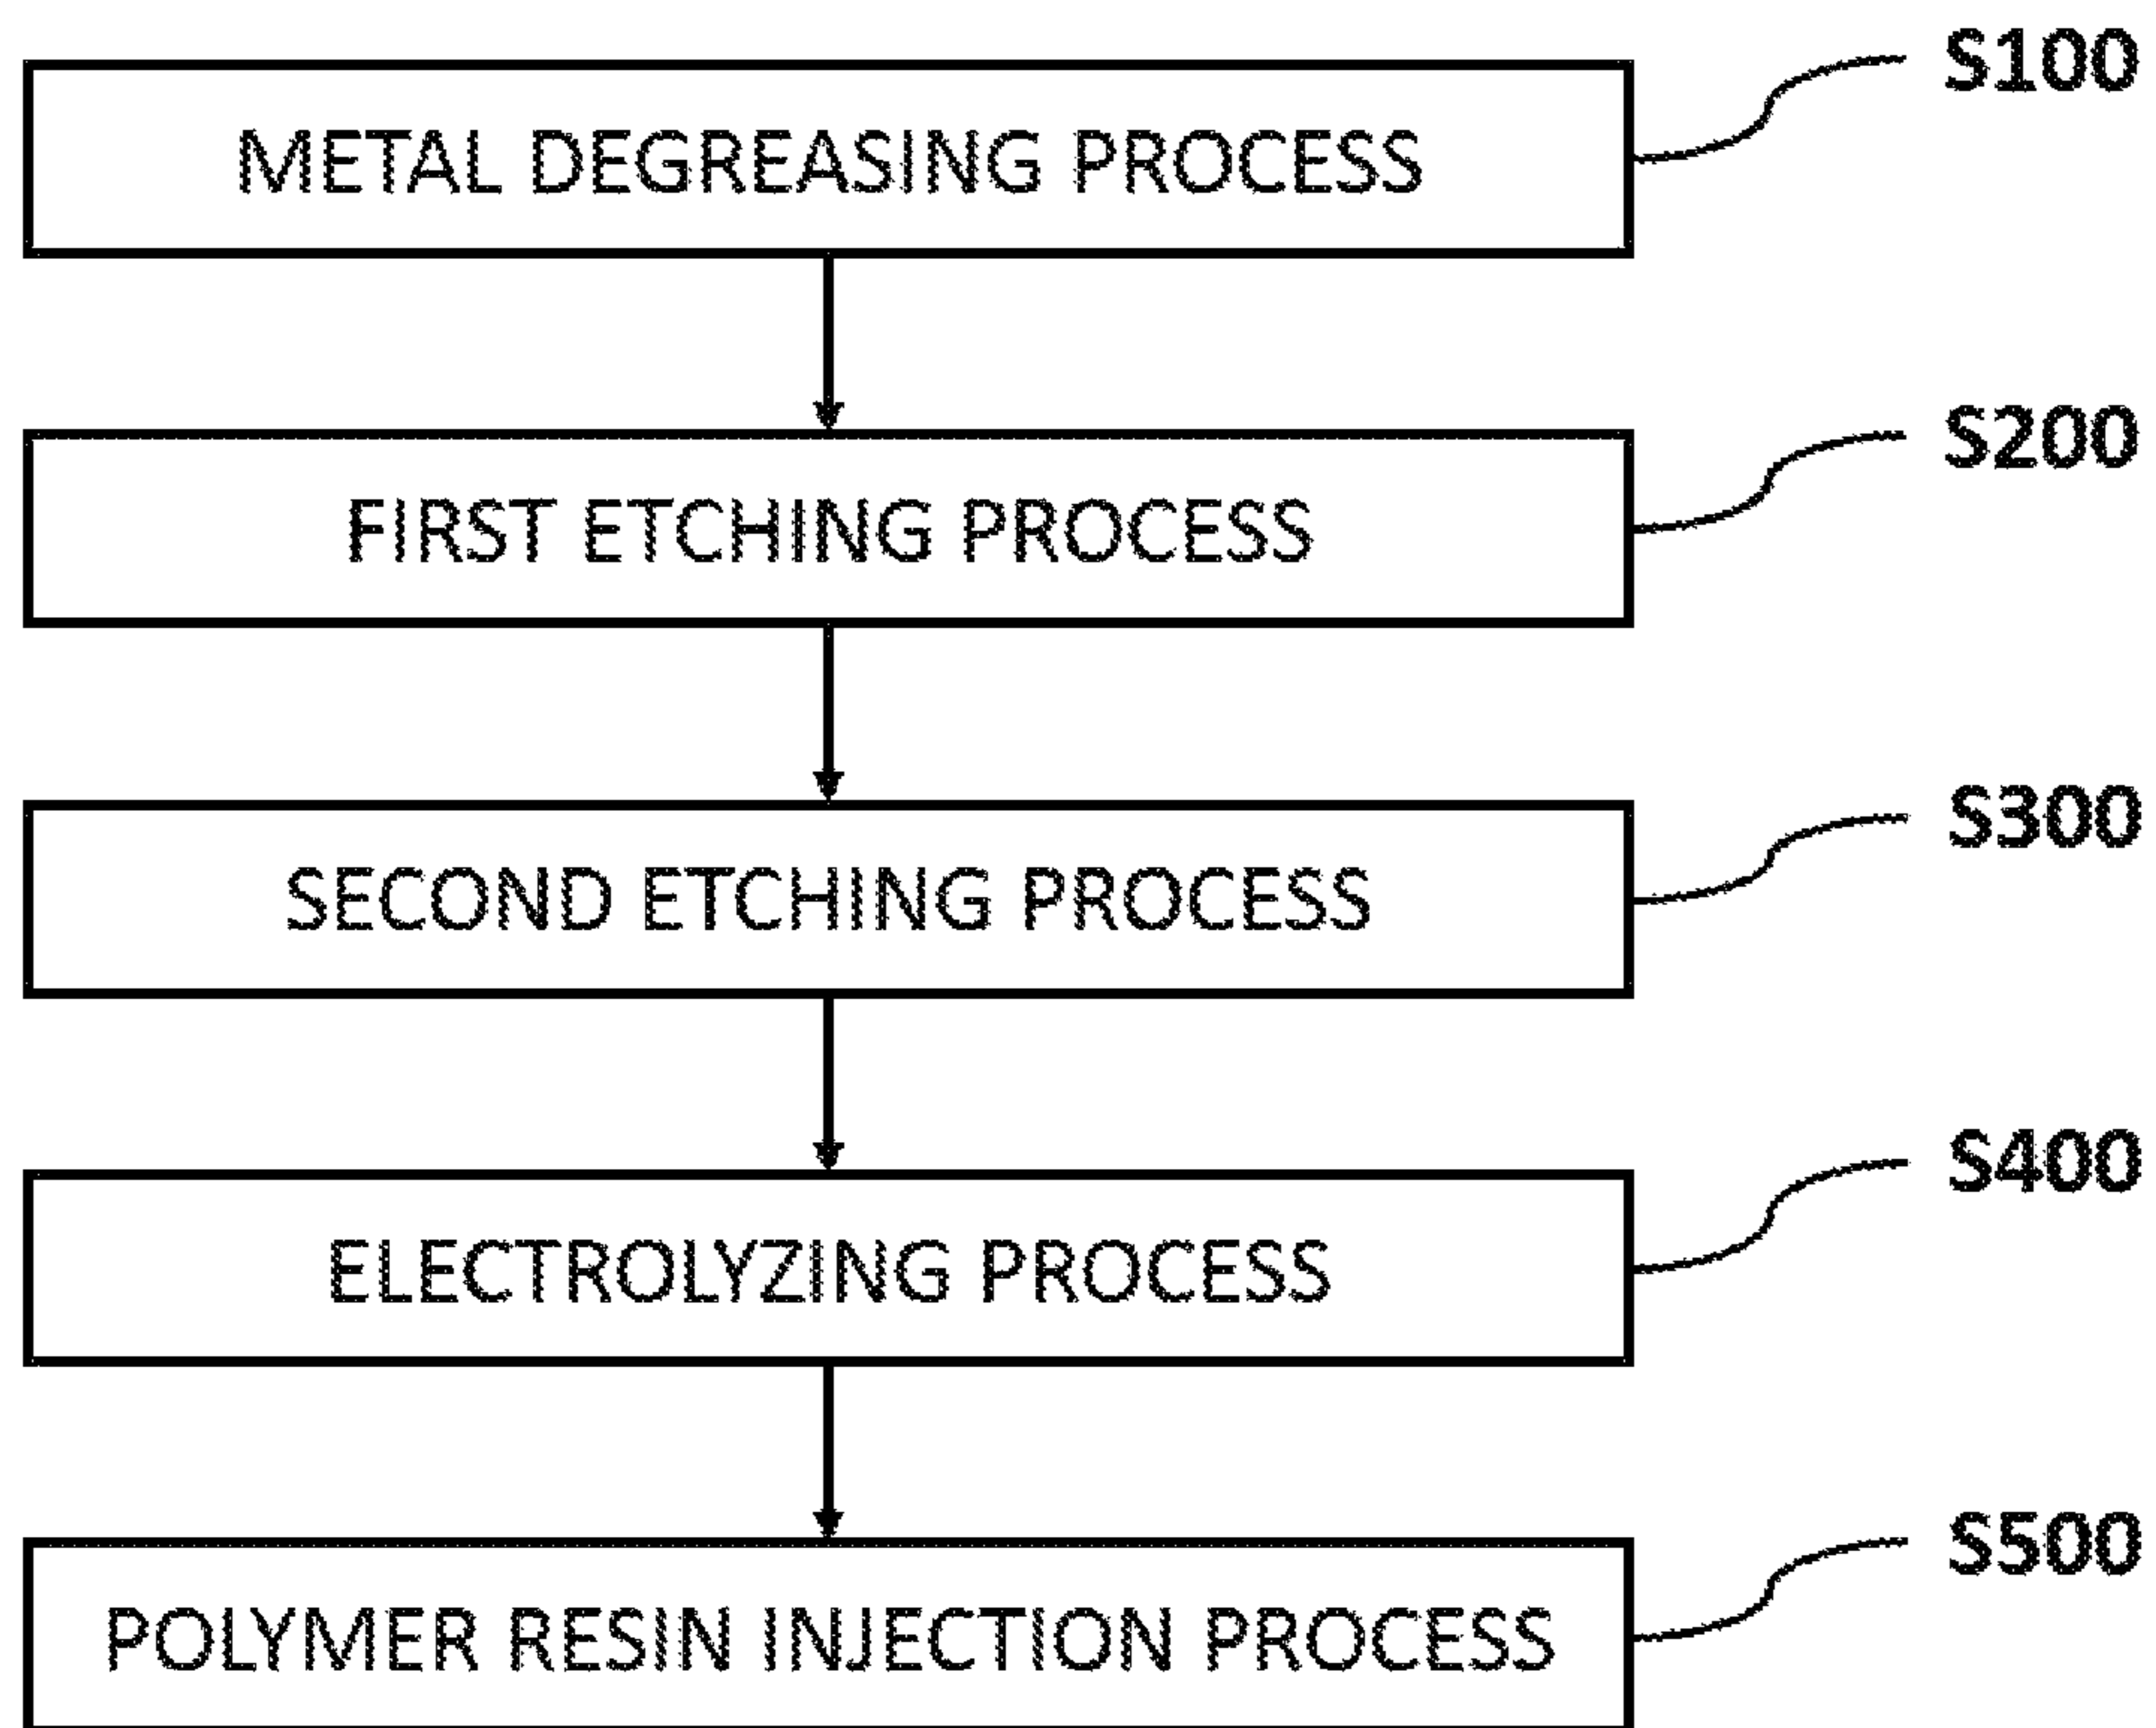 S100
METAL DEGREASING PROCESS
S200
FIRST ETCHING PROCESS
S300
SECOND ETCHING PROCESS
S400
ELECTROLYZING PROCESS
S500
POLYMER RESIN INJECTION PROCESS